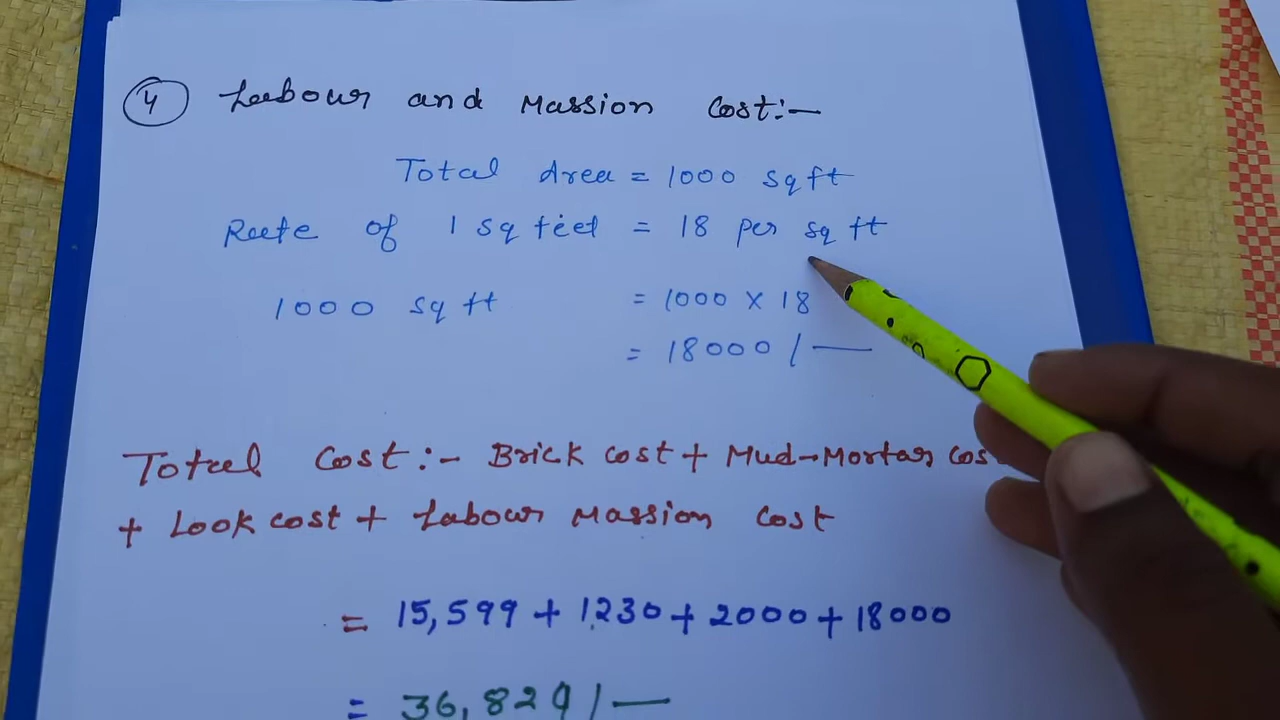 4 Labour and Massion Cost:-
Total Area = 1000 sq ft
Rate of 1 sq feet = 18 per sq ft
1000 sq ft = 1000 x 18
= 18000/—
Total Cost:- Brick cost + Mud-Mortar cos
+ Look cost + Labour Massion Cost
= 15,599 + 1230 + 2000 + 18000
= 36,829/—